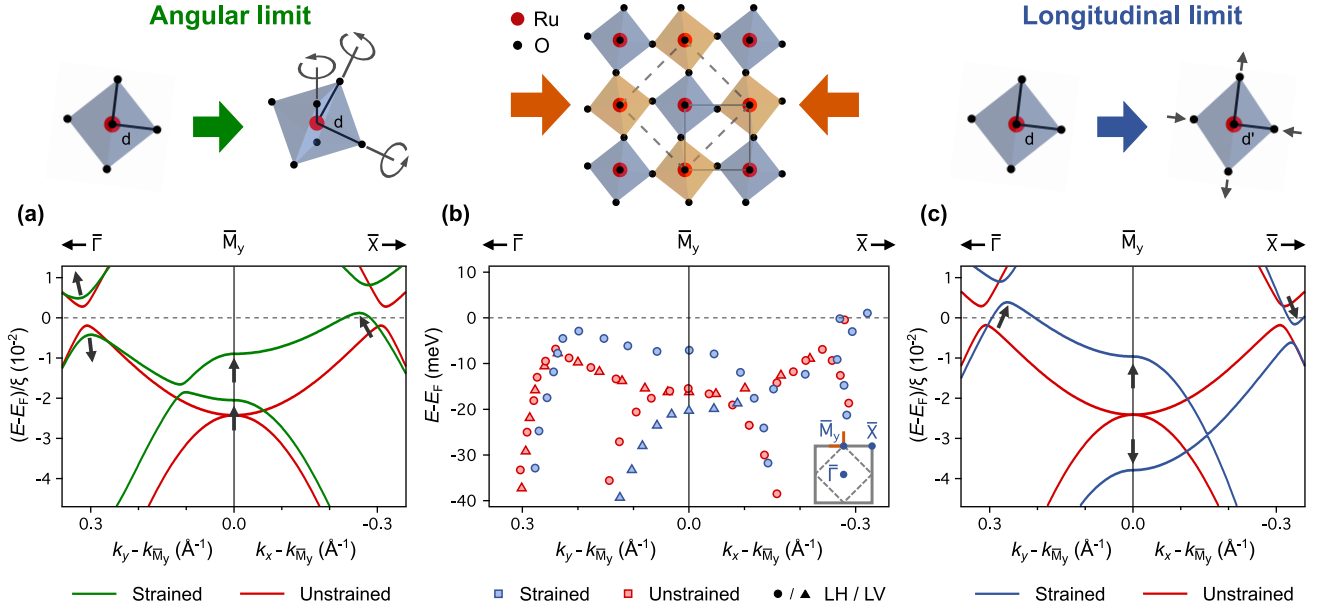 Angular limit
Ru
O
Longitudinal limit
d
d
d
d'
(a)
(b)
(c)
Γ̄ M̄y X̄
Γ̄ M̄y X̄
Γ̄ M̄y X̄
(E-EF)/ξ (10-2)
1
0
-1
-2
-3
-4
0.3 0.0 -0.3
ky - kM̄y (Å-1) kx - kM̄y (Å-1)
Strained Unstrained
E-EF (meV)
10
0
-10
-20
-30
-40
M̄y X̄
Γ̄
0.3 0.0 -0.3
ky - kM̄y (Å-1) kx - kM̄y (Å-1)
Strained Unstrained / LH / LV
(E-EF)/ξ (10-2)
1
0
-1
-2
-3
-4
0.3 0.0 -0.3
ky - kM̄y (Å-1) kx - kM̄y (Å-1)
Strained Unstrained